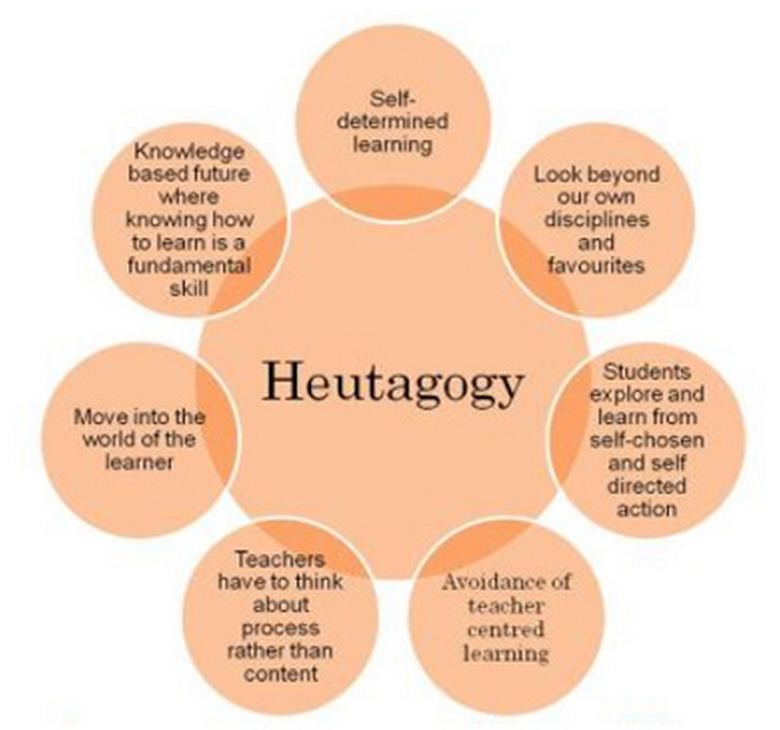 Self-
determined
learning
Look beyond
our own
disciplines
and
favourites
Students
explore and
learn from
self-chosen
and self
directed
action
Avoidance of
teacher
centred
learning
Teachers
have to think
about
process
rather than
content
Move into the
world of the
learner
Knowledge
based future
where
knowing how
to learn is a
fundamental
skill
Heutagogy